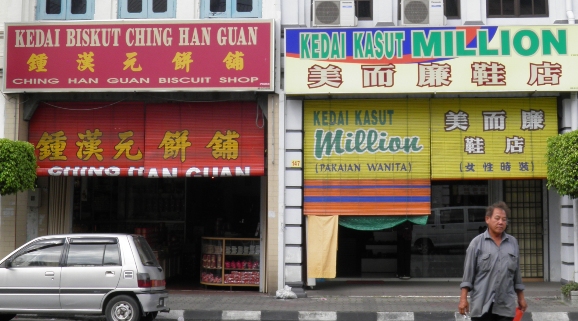 KEDAI BISKUT CHING HAN GUAN
鍾漢元餅鋪
CHING HAN GUAN BISCUIT SHOP
鍾漢元餅鋪
CHING HAN GUAN
KEDAI KASUT MILLION
美而廉鞋店
KEDAI KASUT
Million
(PAKAIAN WANITA)
美而廉
鞋店
(女性時裝)
147